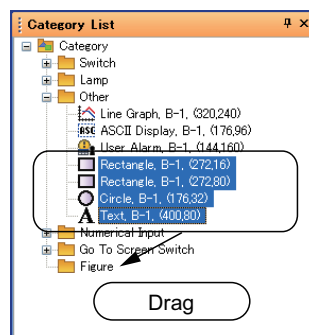 Category List
Category
Switch
Lamp
Other
Line Graph, B-1, (320,240)
ASC ASCII Display, B-1, (176,96)
User Alarm, B-1, (144,160)
Rectangle, B-1, (272,16)
Rectangle, B-1, (272,80)
Circle, B-1, (176,32)
A Text, B-1, (400,80)
Numerical Input
Go To Screen Switch
Figure
Drag